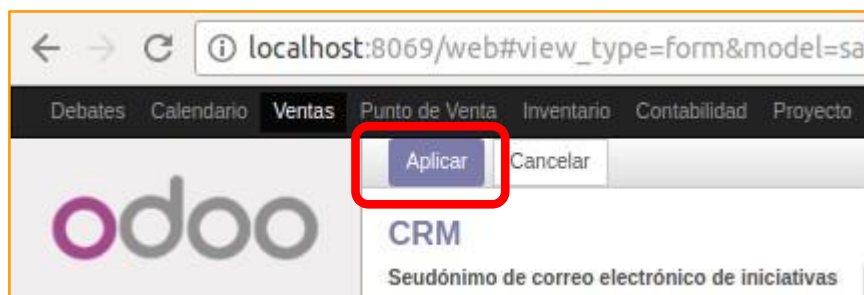 localhost:8069/web#view_type=form&model=sa
Debates Calendario Ventas Punto de Venta Inventario Contabilidad Proyecto
Aplicar Cancelar
odoo
CRM
Seudónimo de correo electrónico de iniciativas